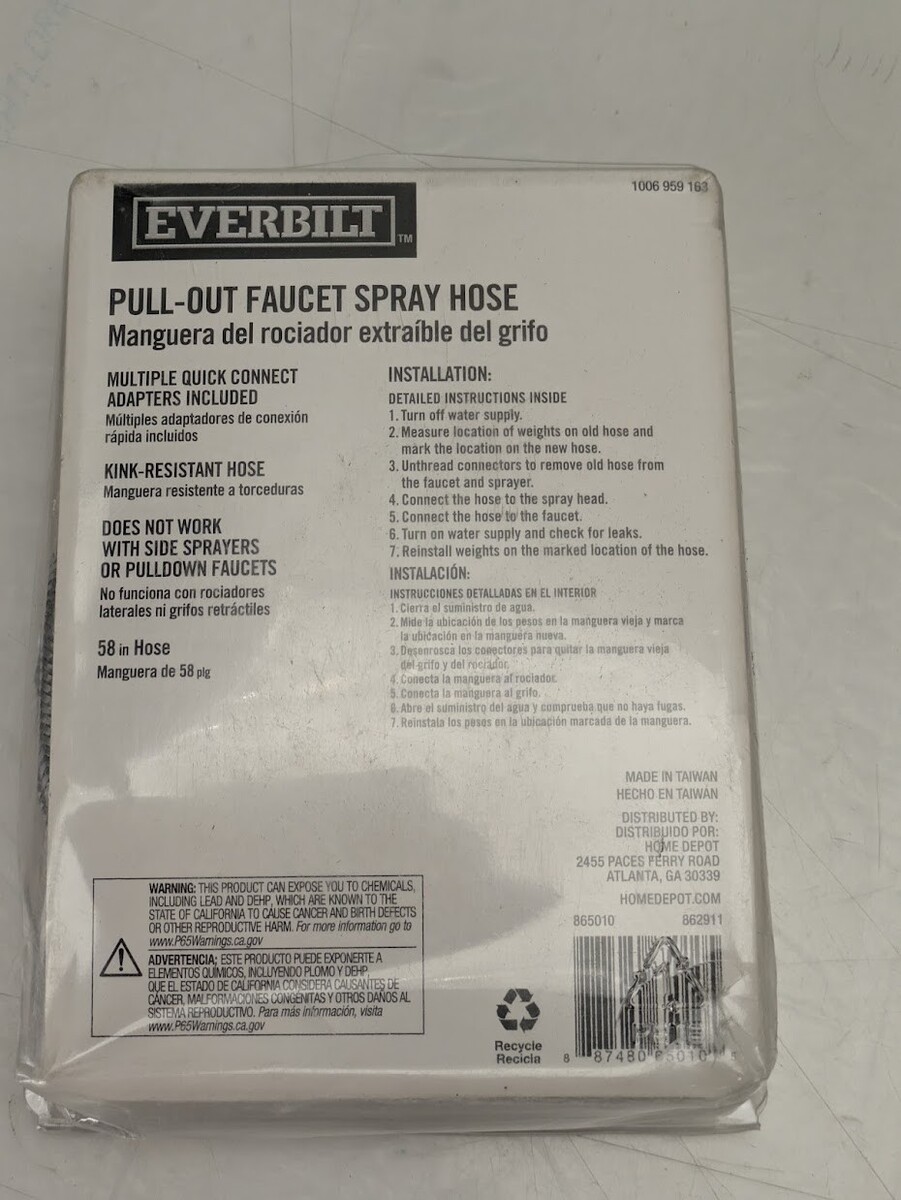 EVERBILT TM
1006 959 163
PULL-OUT FAUCET SPRAY HOSE
Manguera del rociador extraíble del grifo
MULTIPLE QUICK CONNECT
ADAPTERS INCLUDED
Múltiples adaptadores de conexión
rápida incluidos
KINK-RESISTANT HOSE
Manguera resistente a torceduras
DOES NOT WORK
WITH SIDE SPRAYERS
OR PULLDOWN FAUCETS
No funciona con rociadores
laterales ni grifos retráctiles
58 in Hose
Manguera de 58 plg
INSTALLATION:
DETAILED INSTRUCTIONS INSIDE
1. Turn off water supply.
2. Measure location of weights on old hose and
mark the location on the new hose.
3. Unthread connectors to remove old hose from
the faucet and sprayer.
4. Connect the hose to the spray head.
5. Connect the hose to the faucet.
6. Turn on water supply and check for leaks.
7. Reinstall weights on the marked location of the hose.
INSTALACIÓN:
INSTRUCCIONES DETALLADAS EN EL INTERIOR
1. Cierra el suministro de agua.
2. Mide la ubicación de los pesos en la manguera vieja y marca
la ubicación en la manguera nueva.
3. Desenrosca los conectores para quitar la manguera vieja
del grifo y del rociador.
4. Conecta la manguera al rociador.
5. Conecta la manguera al grifo.
6. Abre el suministro del agua y comprueba que no haya fugas.
7. Reinstala los pesos en la ubicación marcada de la manguera.
MADE IN TAIWAN
HECHO EN TAIWAN
DISTRIBUTED BY:
DISTRIBUIDO POR:
HOME DEPOT
2455 PACES FERRY ROAD
ATLANTA, GA 30339
HOMEDEPOT.COM
865010 862911
WARNING: THIS PRODUCT CAN EXPOSE YOU TO CHEMICALS,
INCLUDING LEAD AND DEHP, WHICH ARE KNOWN TO THE
STATE OF CALIFORNIA TO CAUSE CANCER AND BIRTH DEFECTS
OR OTHER REPRODUCTIVE HARM. For more information go to
www.P65Warnings.ca.gov
ADVERTENCIA: ESTE PRODUCTO PUEDE EXPONERTE A
ELEMENTOS QUÍMICOS, INCLUYENDO PLOMO Y DEHP,
QUE EL ESTADO DE CALIFORNIA CONSIDERA CAUSANTES DE
CÁNCER, MALFORMACIONES CONGÉNITAS Y OTROS DAÑOS AL
SISTEMA REPRODUCTIVO. Para más información, visita
www.P65Warnings.ca.gov
Recycle
Recicla
8 87480 65010